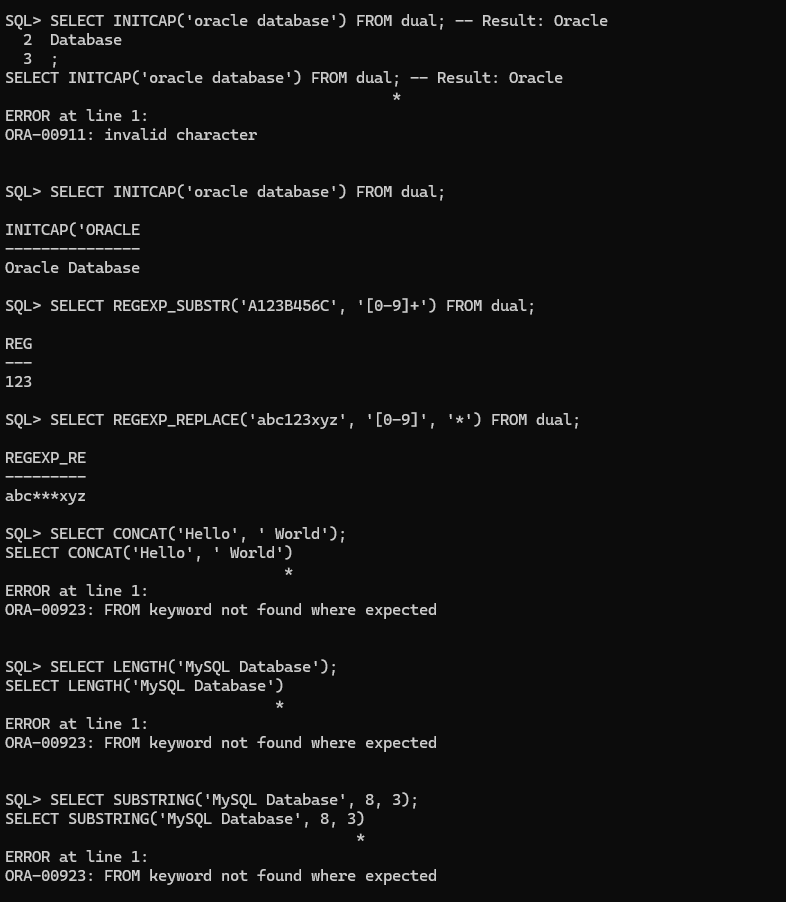 SQL> SELECT INITCAP('oracle database') FROM dual; -- Result: Oracle
  2  Database
  3  ;
SELECT INITCAP('oracle database') FROM dual; -- Result: Oracle
                                           *
ERROR at line 1:
ORA-00911: invalid character
SQL> SELECT INITCAP('oracle database') FROM dual;
INITCAP('ORACLE
---------------
Oracle Database
SQL> SELECT REGEXP_SUBSTR('A123B456C', '[0-9]+') FROM dual;
REG
---
123
SQL> SELECT REGEXP_REPLACE('abc123xyz', '[0-9]', '*') FROM dual;
REGEXP_RE
---------
abc***xyz
SQL> SELECT CONCAT('Hello', ' World');
SELECT CONCAT('Hello', ' World')
                               *
ERROR at line 1:
ORA-00923: FROM keyword not found where expected
SQL> SELECT LENGTH('MySQL Database');
SELECT LENGTH('MySQL Database')
                              *
ERROR at line 1:
ORA-00923: FROM keyword not found where expected
SQL> SELECT SUBSTRING('MySQL Database', 8, 3);
SELECT SUBSTRING('MySQL Database', 8, 3)
                                       *
ERROR at line 1:
ORA-00923: FROM keyword not found where expected